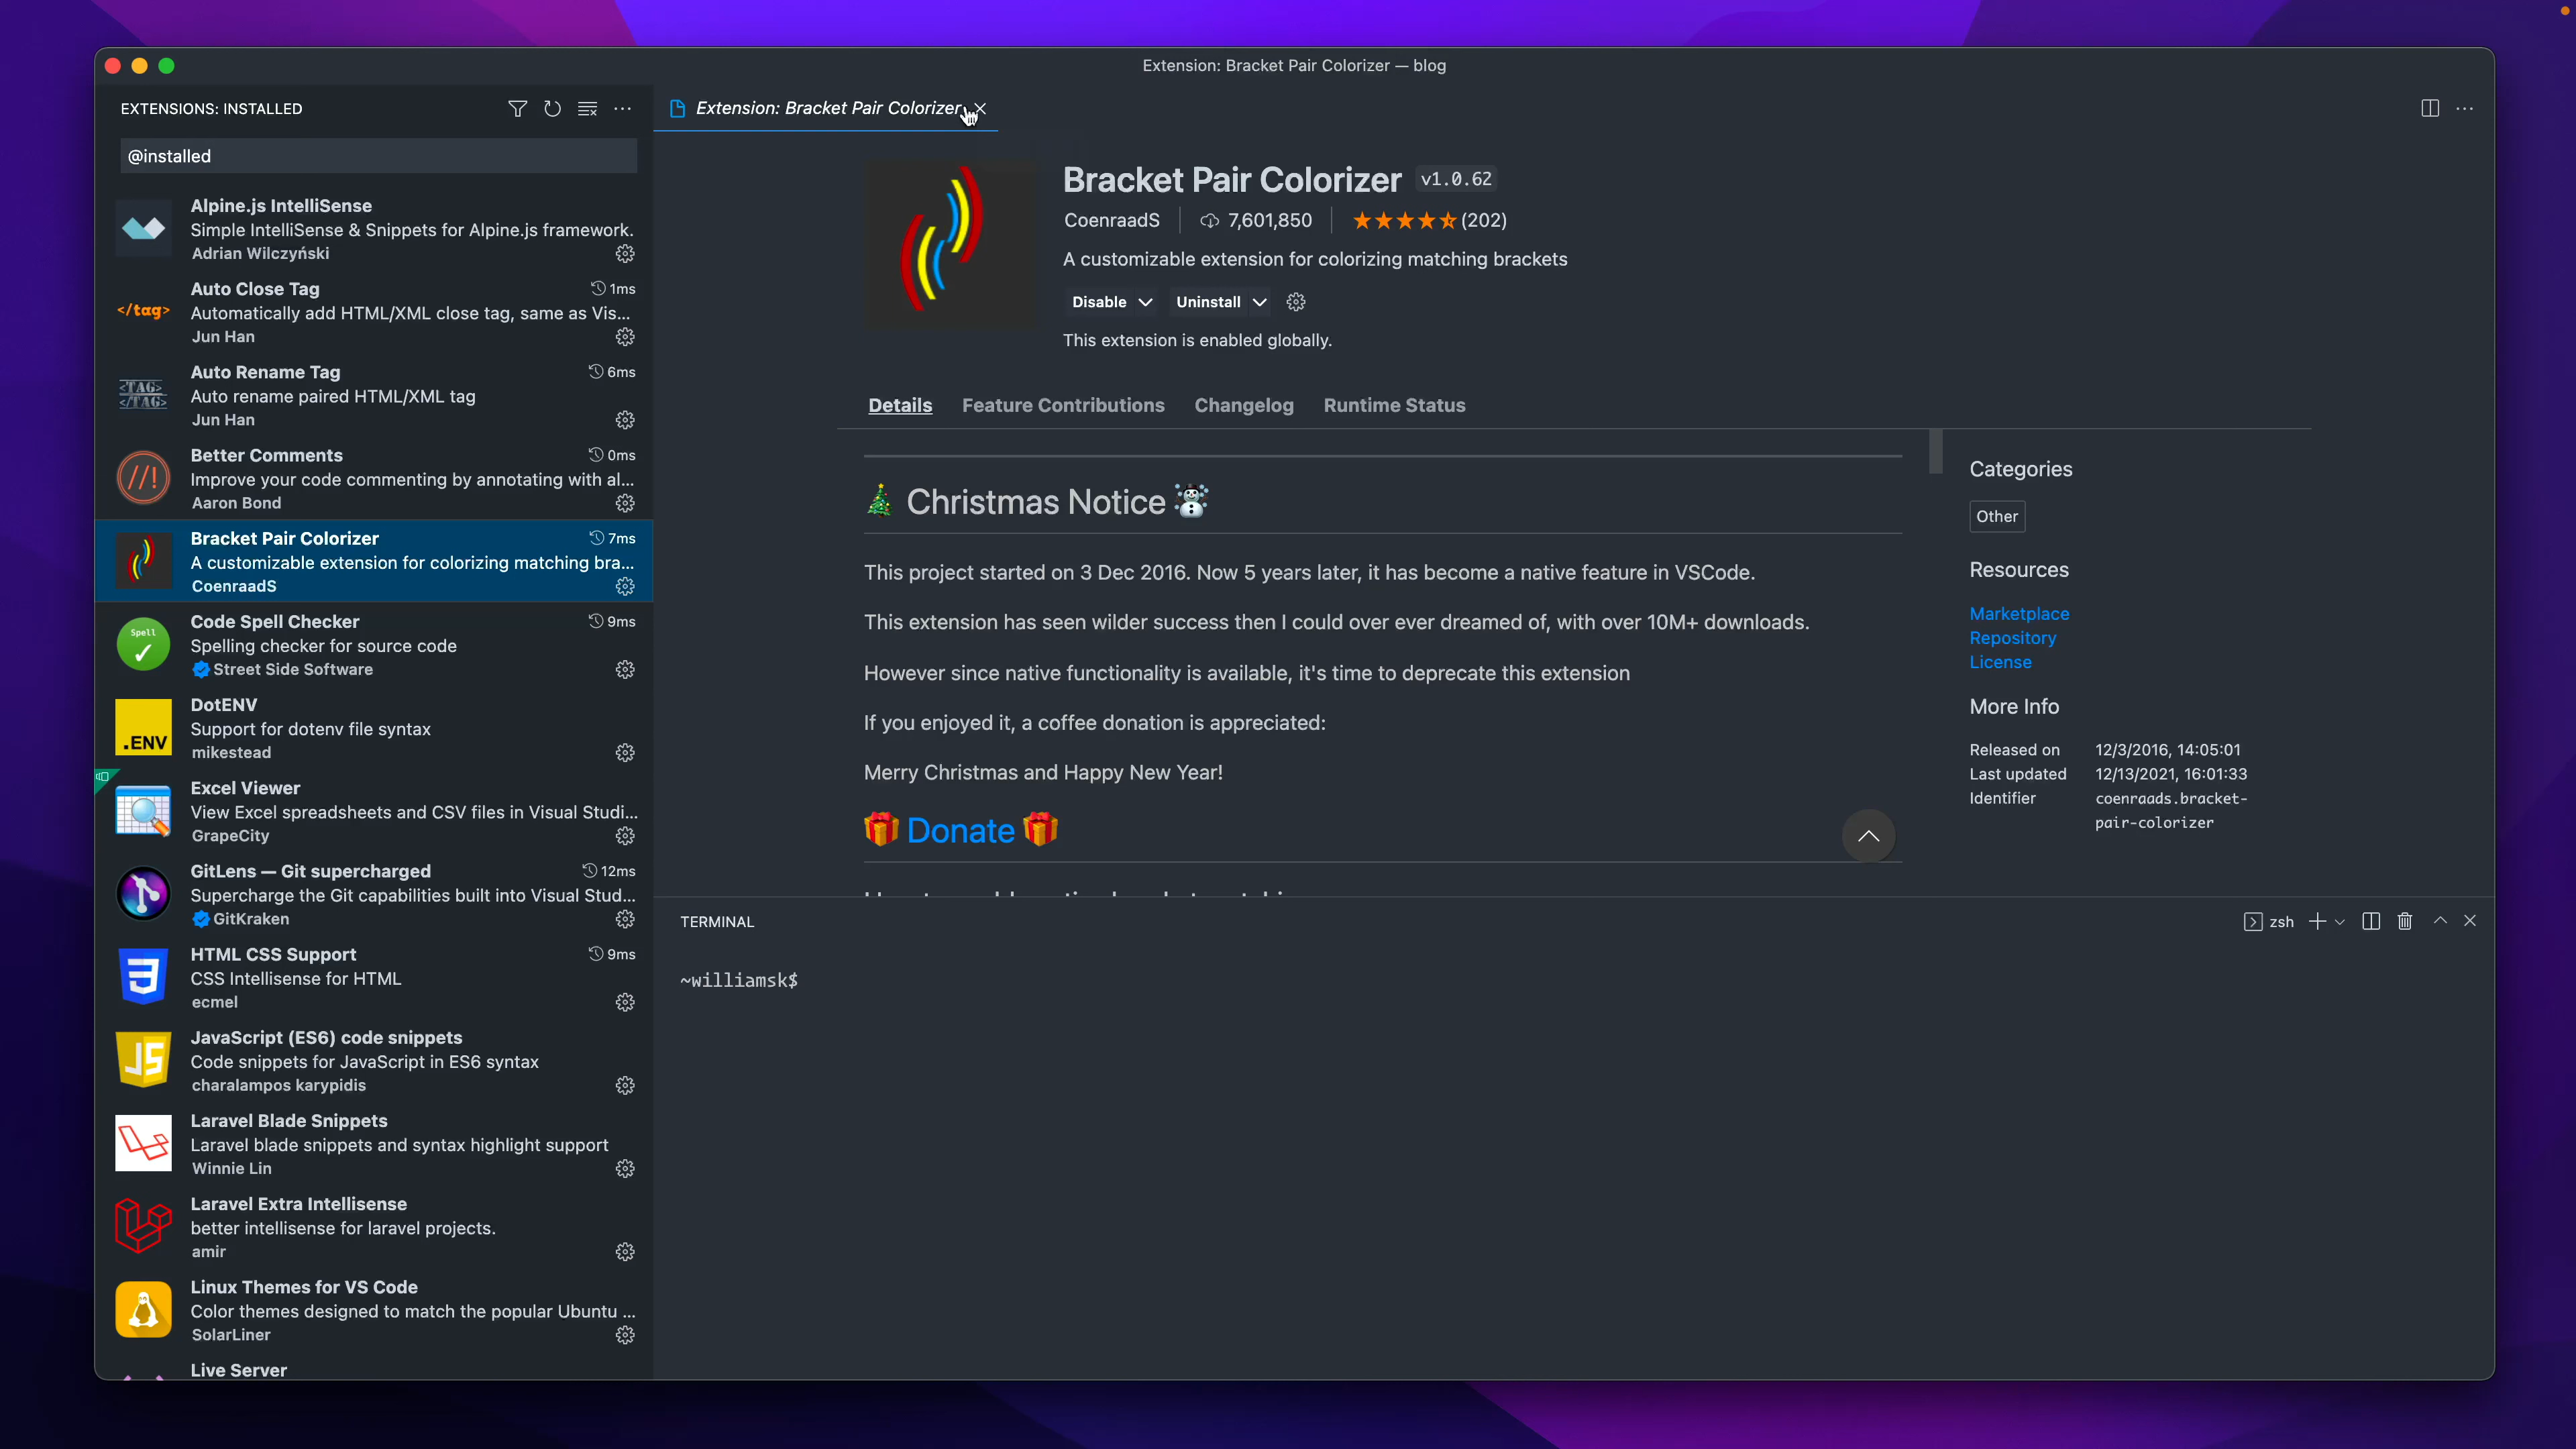 Extension: Bracket Pair Colorizer — blog
EXTENSIONS: INSTALLED
@installed
Alpine.js IntelliSense
Simple IntelliSense & Snippets for Alpine.js framework.
Adrian Wilczyński
Auto Close Tag
1ms
Automatically add HTML/XML close tag, same as Vis...
Jun Han
Auto Rename Tag
6ms
Auto rename paired HTML/XML tag
Jun Han
Better Comments
0ms
Improve your code commenting by annotating with al...
Aaron Bond
Bracket Pair Colorizer
7ms
A customizable extension for colorizing matching bra...
CoenraadS
Code Spell Checker
9ms
Spelling checker for source code
Street Side Software
DotENV
Support for dotenv file syntax
mikestead
Excel Viewer
View Excel spreadsheets and CSV files in Visual Studi...
GrapeCity
GitLens — Git supercharged
12ms
Supercharge the Git capabilities built into Visual Stud...
GitKraken
HTML CSS Support
9ms
CSS Intellisense for HTML
ecmel
JavaScript (ES6) code snippets
Code snippets for JavaScript in ES6 syntax
charalampos karypidis
Laravel Blade Snippets
Laravel blade snippets and syntax highlight support
Winnie Lin
Laravel Extra Intellisense
better intellisense for laravel projects.
amir
Linux Themes for VS Code
Color themes designed to match the popular Ubuntu ...
SolarLiner
Live Server
</tag>
<TAG>
</TAG>
//!
Spell
.ENV
JS
Extension: Bracket Pair Colorizer
Bracket Pair Colorizer v1.0.62
CoenraadS
7,601,850
(202)
A customizable extension for colorizing matching brackets
Disable
Uninstall
This extension is enabled globally.
Details
Feature Contributions
Changelog
Runtime Status
Christmas Notice
This project started on 3 Dec 2016. Now 5 years later, it has become a native feature in VSCode.
This extension has seen wilder success then I could over ever dreamed of, with over 10M+ downloads.
However since native functionality is available, it's time to deprecate this extension
If you enjoyed it, a coffee donation is appreciated:
Merry Christmas and Happy New Year!
Donate
Categories
Other
Resources
Marketplace
Repository
License
More Info
Released on 12/3/2016, 14:05:01
Last updated 12/13/2021, 16:01:33
Identifier coenraads.bracket-
pair-colorizer
TERMINAL
zsh
~williamsk$